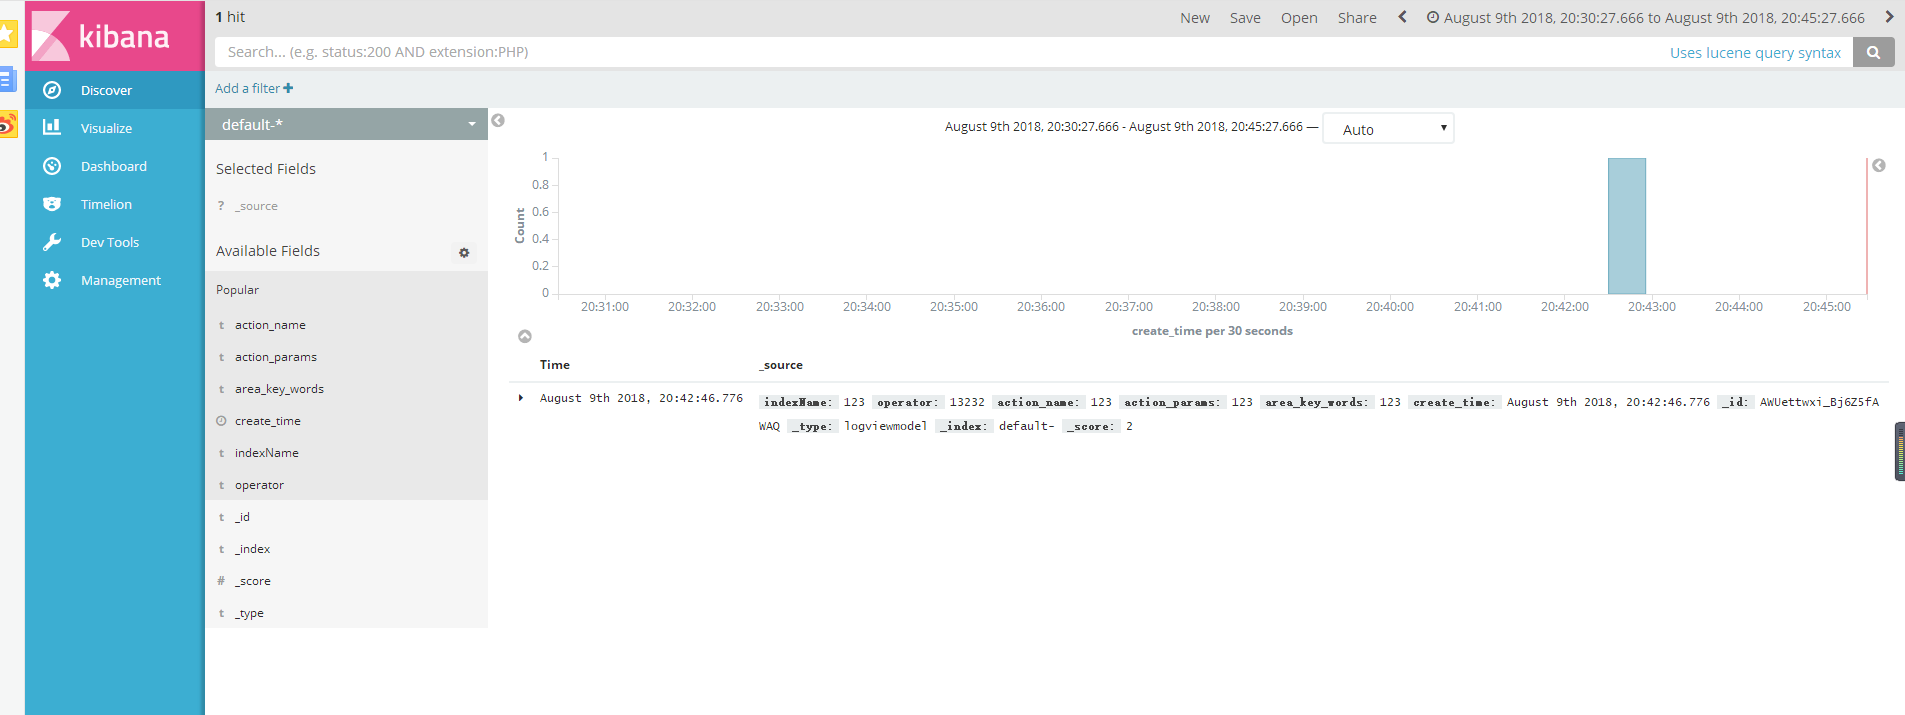 kibana
Discover
Visualize
Dashboard
Timelion
Dev Tools
Management
1 hit
New Save Open Share August 9th 2018, 20:30:27.666 to August 9th 2018, 20:45:27.666
Search... (e.g. status:200 AND extension:PHP) Uses lucene query syntax
Add a filter
default-*
Selected Fields
? _source
Available Fields
Popular
t action_name
t action_params
t area_key_words
create_time
t indexName
t operator
t _id
t _index
# _score
t _type
August 9th 2018, 20:30:27.666 - August 9th 2018, 20:45:27.666 — Auto
Count
1
0.8
0.6
0.4
0.2
0
20:31:00 20:32:00 20:33:00 20:34:00 20:35:00 20:36:00 20:37:00 20:38:00 20:39:00 20:40:00 20:41:00 20:42:00 20:43:00 20:44:00 20:45:00
create_time per 30 seconds
Time _source
August 9th 2018, 20:42:46.776 indexName: 123 operator: 13232 action_name: 123 action_params: 123 area_key_words: 123 create_time: August 9th 2018, 20:42:46.776 _id: AWUettwxi_Bj6Z5fA
WAQ _type: logviewmodel _index: default- _score: 2